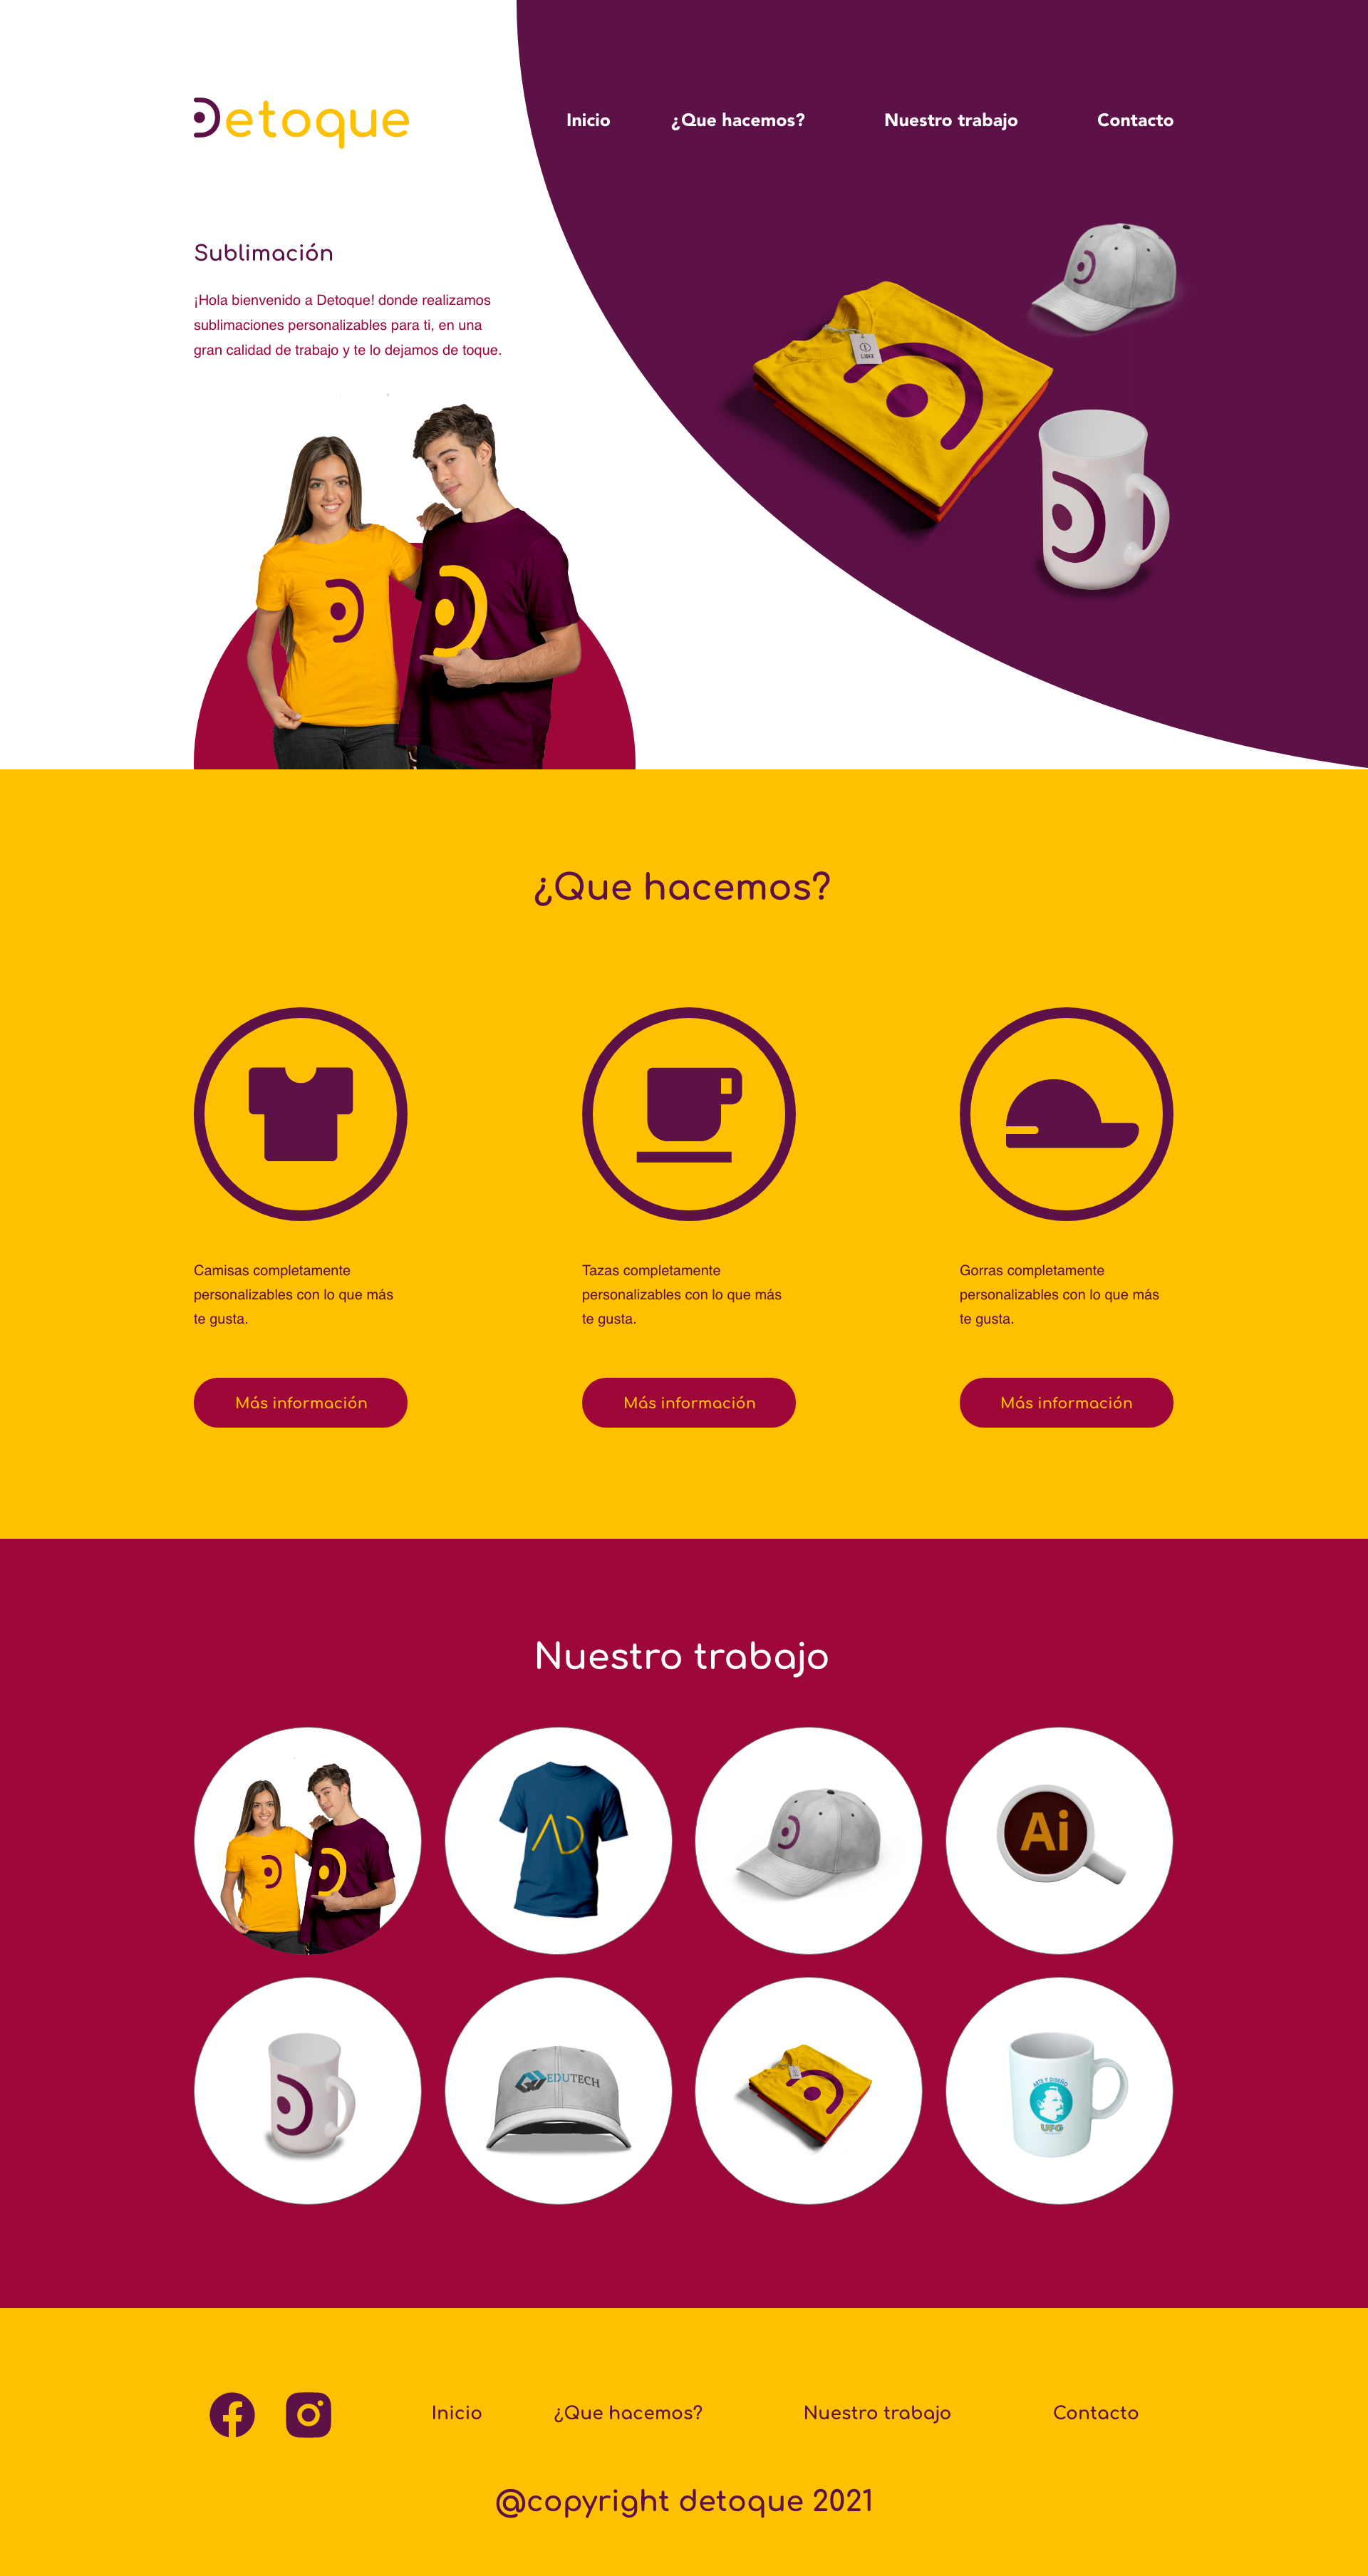 Detoque
Inicio ¿Que hacemos? Nuestro trabajo Contacto
Sublimación
¡Hola bienvenido a Detoque! donde realizamos
sublimaciones personalizables para ti, en una
gran calidad de trabajo y te lo dejamos de toque.
¿Que hacemos?
Camisas completamente
personalizables con lo que más
te gusta.
Tazas completamente
personalizables con lo que más
te gusta.
Gorras completamente
personalizables con lo que más
te gusta.
Más información
Más información
Más información
Nuestro trabajo
AD
Ai
EDUTECH
ARTE Y DISEÑO
UFG
Inicio ¿Que hacemos? Nuestro trabajo Contacto
@copyright detoque 2021